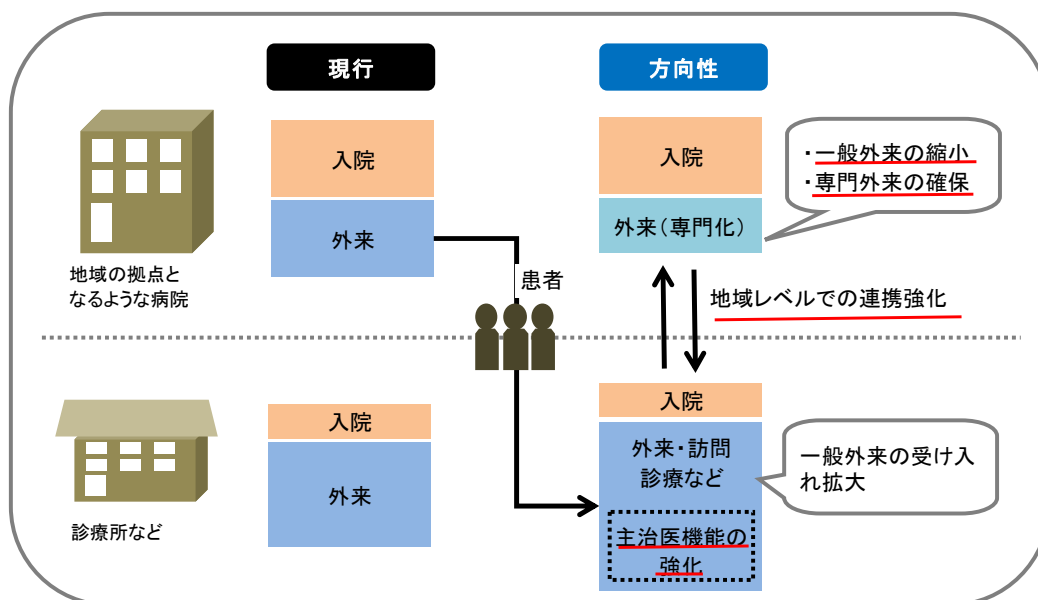 現行
方向性
入院
外来
地域の拠点と
なるような病院
患者
入院
外来（専門化）
・一般外来の縮小
・専門外来の確保
地域レベルでの連携強化
入院
外来
診療所など
入院
外来・訪問
診療など
主治医機能の
強化
一般外来の受け入
れ拡大